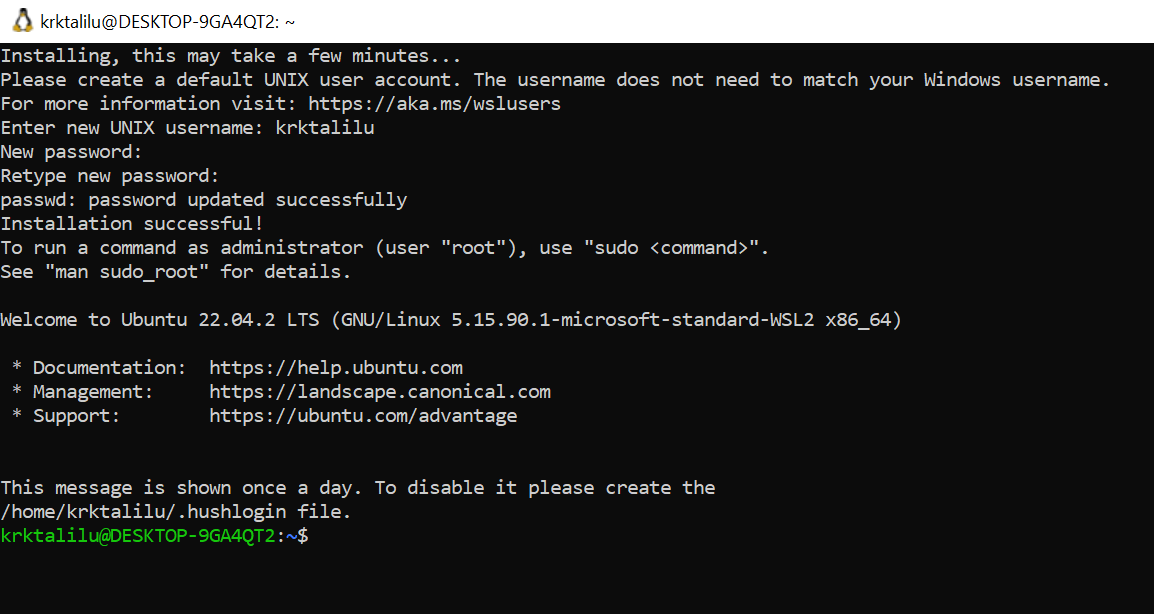 krktalilu@DESKTOP-9GA4QT2: ~
Installing, this may take a few minutes...
Please create a default UNIX user account. The username does not need to match your Windows username.
For more information visit: https://aka.ms/wslusers
Enter new UNIX username: krktalilu
New password:
Retype new password:
passwd: password updated successfully
Installation successful!
To run a command as administrator (user "root"), use "sudo <command>".
See "man sudo_root" for details.
Welcome to Ubuntu 22.04.2 LTS (GNU/Linux 5.15.90.1-microsoft-standard-WSL2 x86_64)
* Documentation:  https://help.ubuntu.com
* Management:     https://landscape.canonical.com
* Support:        https://ubuntu.com/advantage
This message is shown once a day. To disable it please create the
/home/krktalilu/.hushlogin file.
krktalilu@DESKTOP-9GA4QT2:~$